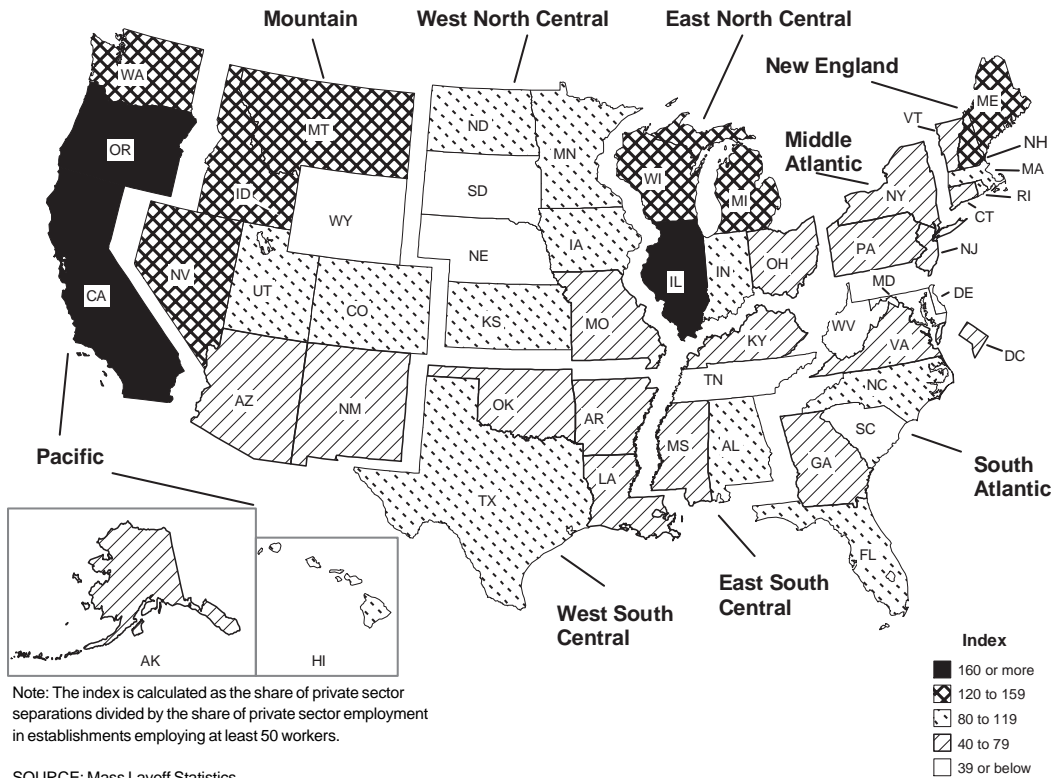 Mountain
West North Central
East North Central
New England
Middle
Atlantic
WA
OR
CA
MT
ID
NV
WY
UT
CO
AZ
NM
ND
SD
NE
KS
MN
IA
MO
WI
MI
IL
IN
OH
OK
AR
LA
TX
KY
TN
MS
AL
ME
VT
NH
MA
RI
CT
NY
PA
NJ
MD
DE
DC
WV
VA
NC
SC
GA
FL
Pacific
South
Atlantic
East South
Central
West South
Central
AK
HI
Index
160 or more
120 to 159
80 to 119
40 to 79
39 or below
Note: The index is calculated as the share of private sector
separations divided by the share of private sector employment
in establishments employing at least 50 workers.
SOURCE: Mass Layoff Statistics